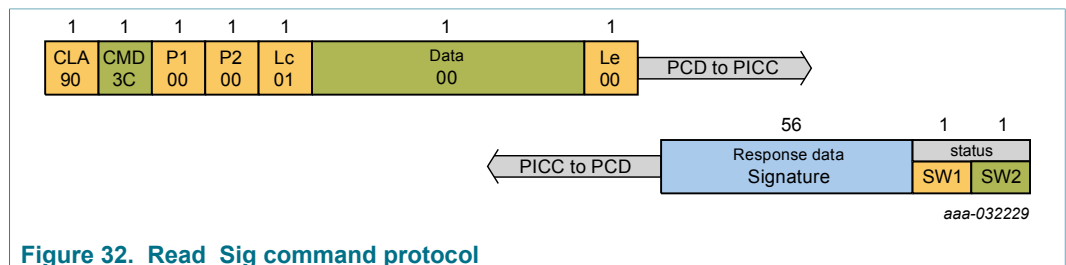 1 1 1 1 1 1 1
CLA CMD P1 P2 Lc Data Le
90 3C 00 00 01 00 00
PCD to PICC
56 1 1
PICC to PCD
Response data
Signature
status
SW1 SW2
aaa-032229
Figure 32. Read_Sig command protocol